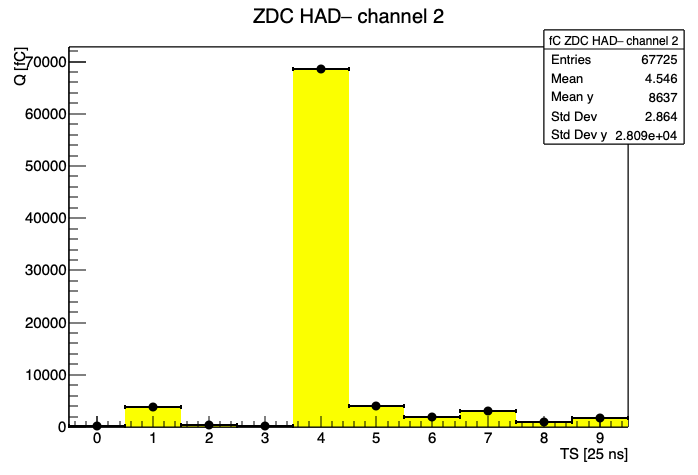 ZDC HAD– channel 2
Q [fC]
fC ZDC HAD– channel 2
Entries 67725
Mean 4.546
Mean y 8637
Std Dev 2.864
Std Dev y 2.809e+04
70000
60000
50000
40000
30000
20000
10000
0
0 1 2 3 4 5 6 7 8 9
TS [25 ns]